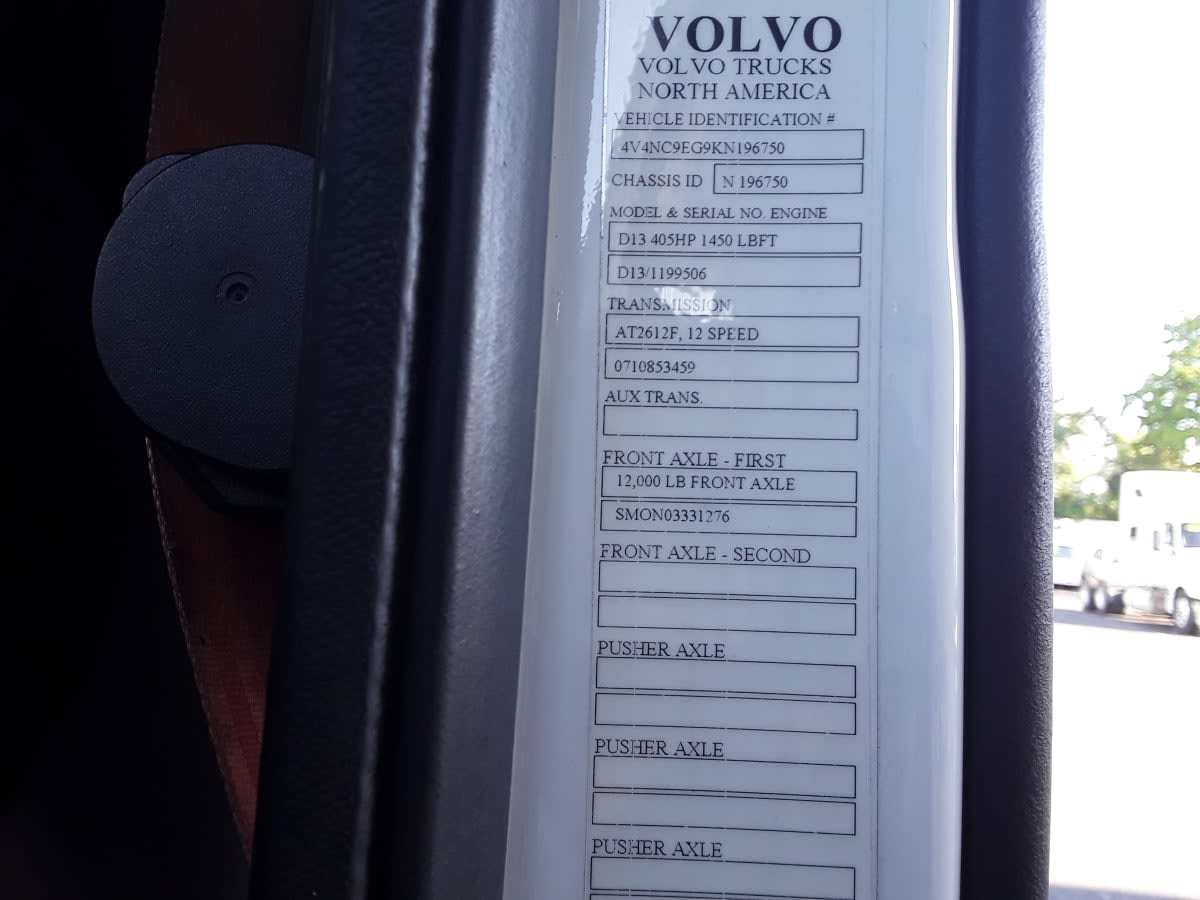 VOLVO
VOLVO TRUCKS
NORTH AMERICA
VEHICLE IDENTIFICATION #
4V4NC9EG9KN196750
CHASSIS ID N 196750
MODEL & SERIAL NO. ENGINE
D13 405HP 1450 LBFT
D13/1199506
TRANSMISSION
AT2612F, 12 SPEED
0710853459
AUX TRANS.
FRONT AXLE - FIRST
12,000 LB FRONT AXLE
SMON03331276
FRONT AXLE - SECOND
PUSHER AXLE
PUSHER AXLE
PUSHER AXLE